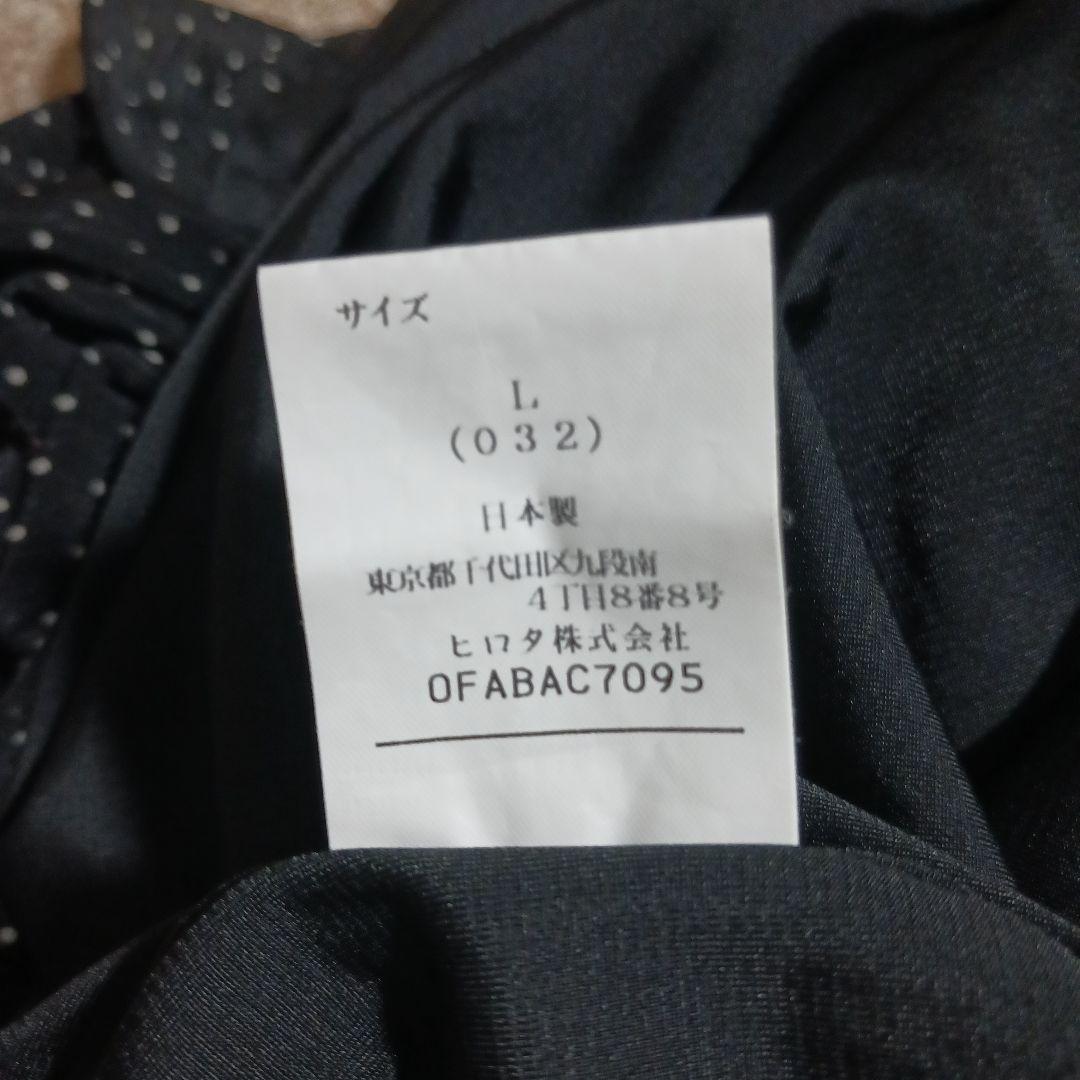 サイズ
L
(032)
日本製
東京都千代田区九段南
4丁目8番8号
ヒロタ株式会社
OFABAC7095